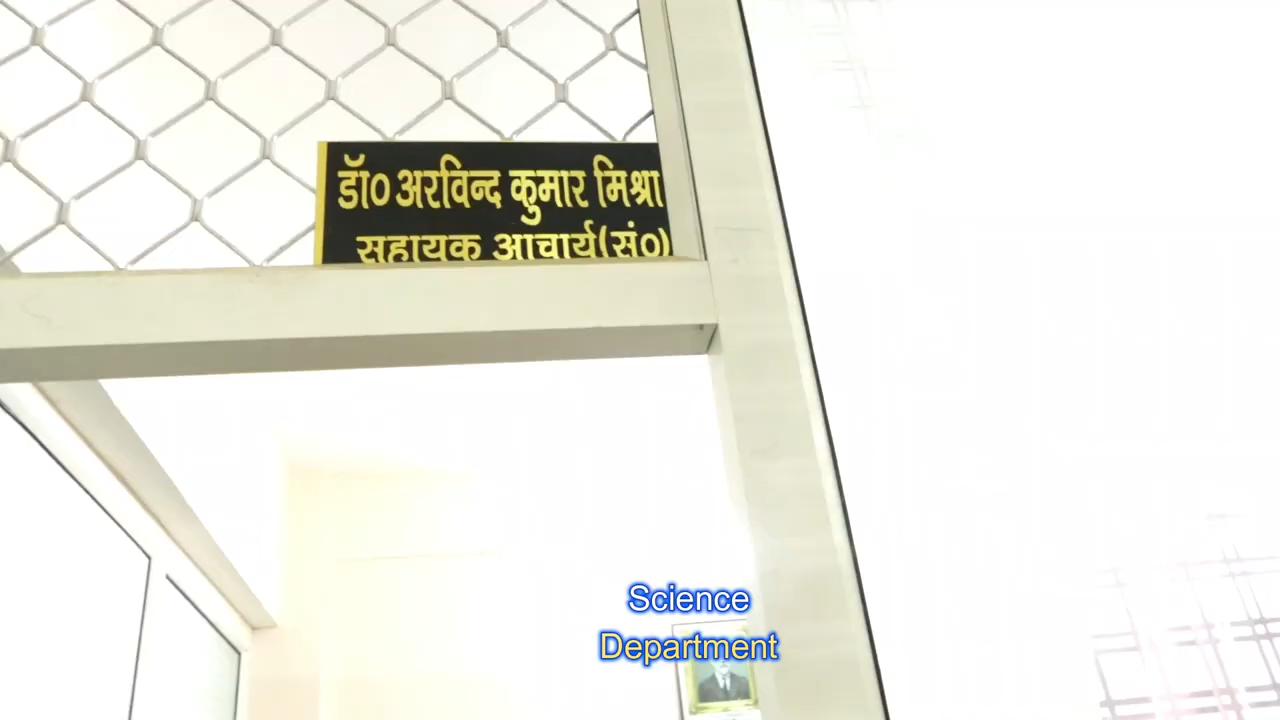 डॉ० अरविन्द कुमार मिश्रा
सहायक आचार्य(सं०)
Science
Department